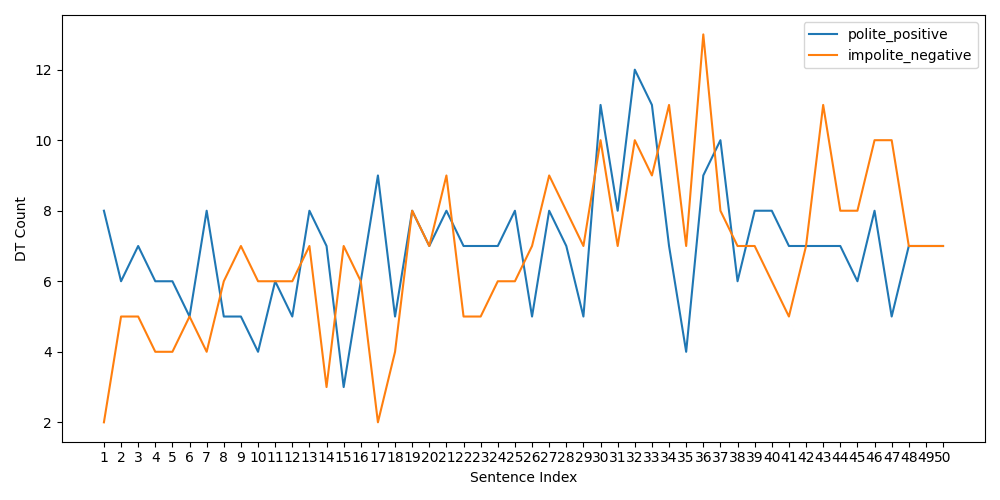 polite_positive
impolite_negative
DT Count
12
10
8
6
4
2
1 2 3 4 5 6 7 8 9 10 11 12 13 14 15 16 17 18 19 20 21 22 23 24 25 26 27 28 29 30 31 32 33 34 35 36 37 38 39 40 41 42 43 44 45 46 47 48 49 50
Sentence Index